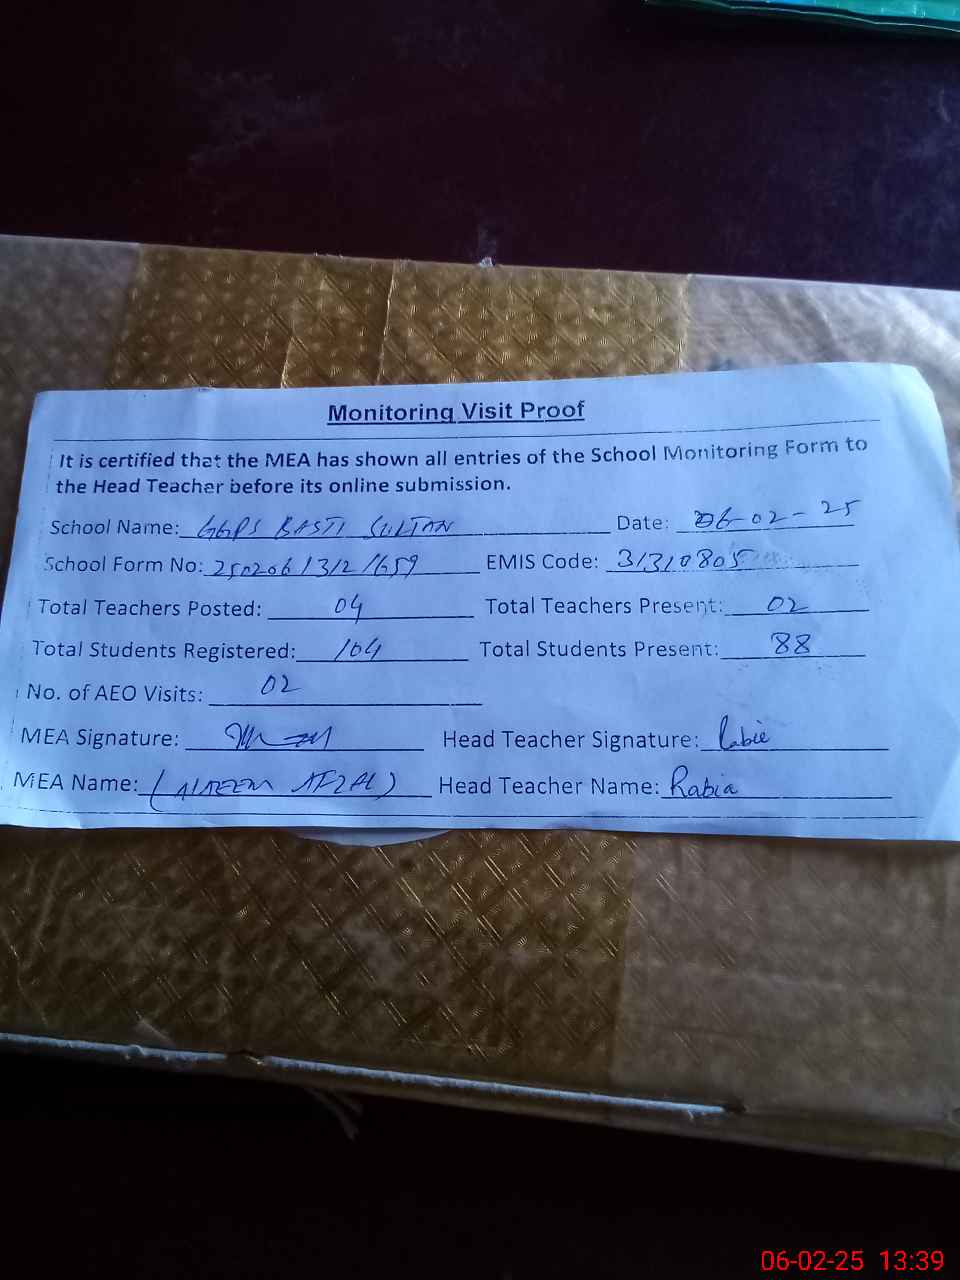 Monitoring Visit Proof
It is certified that the MEA has shown all entries of the School Monitoring Form to
the Head Teacher before its online submission.
School Name: GGPS BASTI SULTAN Date: 06-02-25
School Form No: 250206/312/659 EMIS Code: 31310805
Total Teachers Posted: 04 Total Teachers Present: 02
Total Students Registered: 104 Total Students Present: 88
No. of AEO Visits: 02
MEA Signature: Head Teacher Signature: Rabia
MEA Name: ( AFZAL) Head Teacher Name: Rabia
06-02-25 13:39